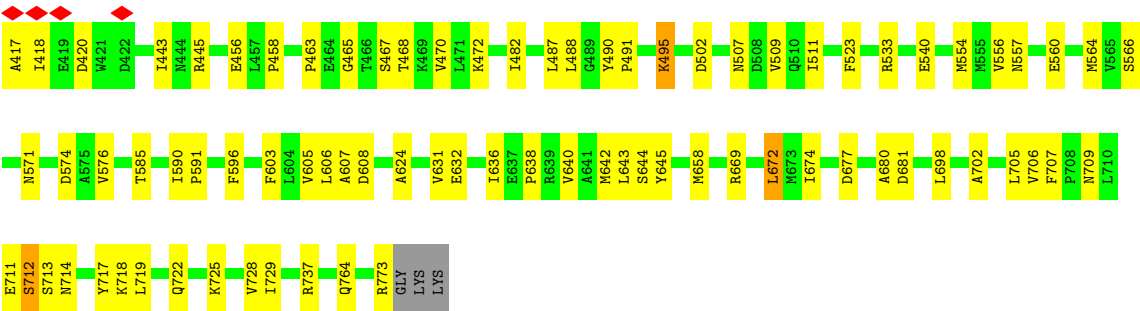 A417 I418 E419 D420 W421 D422 I443 N444 R445 E456 L457 P458 P463 E464 G465 T466 S467 T468 K469 V470 L471 K472 I482 L487 L488 G489 Y490 P491 K495 D502 N507 D508 V509 Q510 I511 F523 R533 E540 M554 M555 V556 N557 E560 M564 V565 S566
N571 D574 A575 V576 T585 I590 P591 F596 F603 L604 V605 L606 A607 D608 A624 V631 E632 I636 E637 P638 R639 V640 A641 M642 L643 S644 Y645 M658 R669 L672 M673 I674 D677 A680 D681 L698 A702 L705 V706 F707 P708 N709 L710
E711 S712 S713 N714 Y717 K718 L719 Q722 K725 V728 I729 R737 Q764 R773 GLY LYS LYS